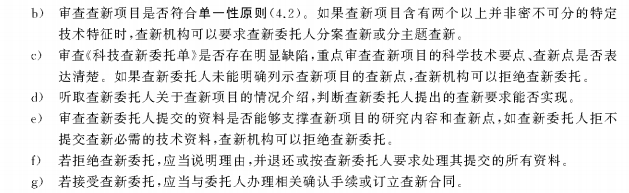 b) 审查查新项目是否符合单一性原则(4.2)。如果查新项目含有两个以上并非密不可分的特定
技术特征时,查新机构可以要求查新委托人分案查新或分主题查新。
c) 审查《科技查新委托单》是否存在明显缺陷,重点审查查新项目的科学技术要点、查新点是否表
达清楚。如果查新委托人未能明确列示查新项目的查新点,查新机构可以拒绝查新委托。
d) 听取查新委托人关于查新项目的情况介绍,判断查新委托人提出的查新要求能否实现。
e) 审查查新委托人提交的资料是否能够支撑查新项目的研究内容和查新点,如查新委托人拒不
提交查新必需的技术资料,查新机构可以拒绝查新委托。
f) 若拒绝查新委托,应当说明理由,并退还或按查新委托人要求处理其提交的所有资料。
g) 若接受查新委托,应当与委托人办理相关确认手续或订立查新合同。